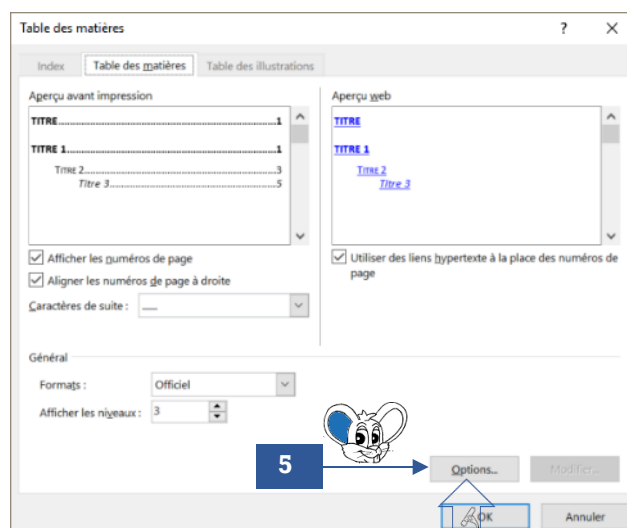 Table des matières ? ×
Index Table des matières Table des illustrations
Aperçu avant impression
TITRE.....................................................................1
TITRE 1..................................................................1
TITRE 2.............................................................3
Titre 3...........................................................5
Aperçu web
TITRE
TITRE 1
TITRE 2
Titre 3
Afficher les numéros de page
Aligner les numéros de page à droite
Caractères de suite : ___
Utiliser des liens hypertexte à la place des numéros de
page
Général
Formats : Officiel
Afficher les niveaux : 3
5
Options... Modifier...
OK Annuler